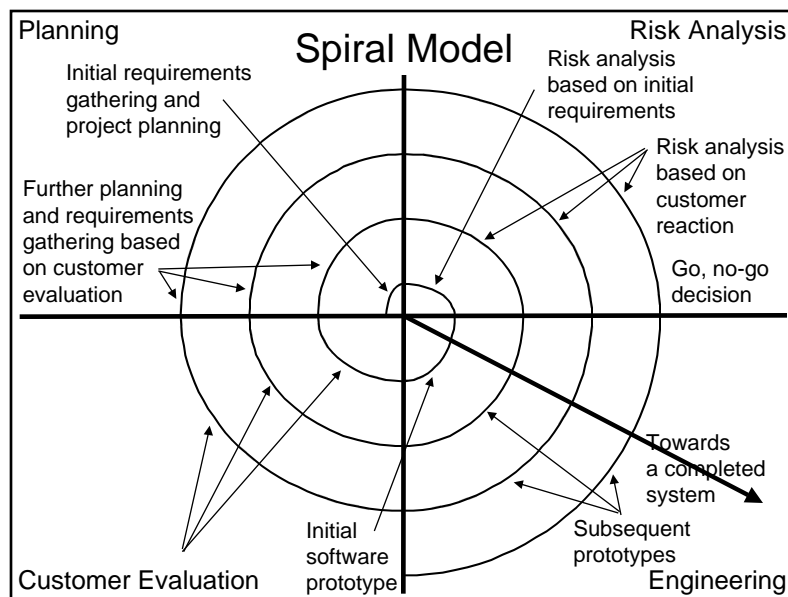 Planning
Risk Analysis
Spiral Model
Initial requirements
gathering and
project planning
Risk analysis
based on initial
requirements
Risk analysis
based on
customer
reaction
Further planning
and requirements
gathering based
on customer
evaluation
Go, no-go
decision
Towards
a completed
system
Initial
software
prototype
Subsequent
prototypes
Customer Evaluation
Engineering